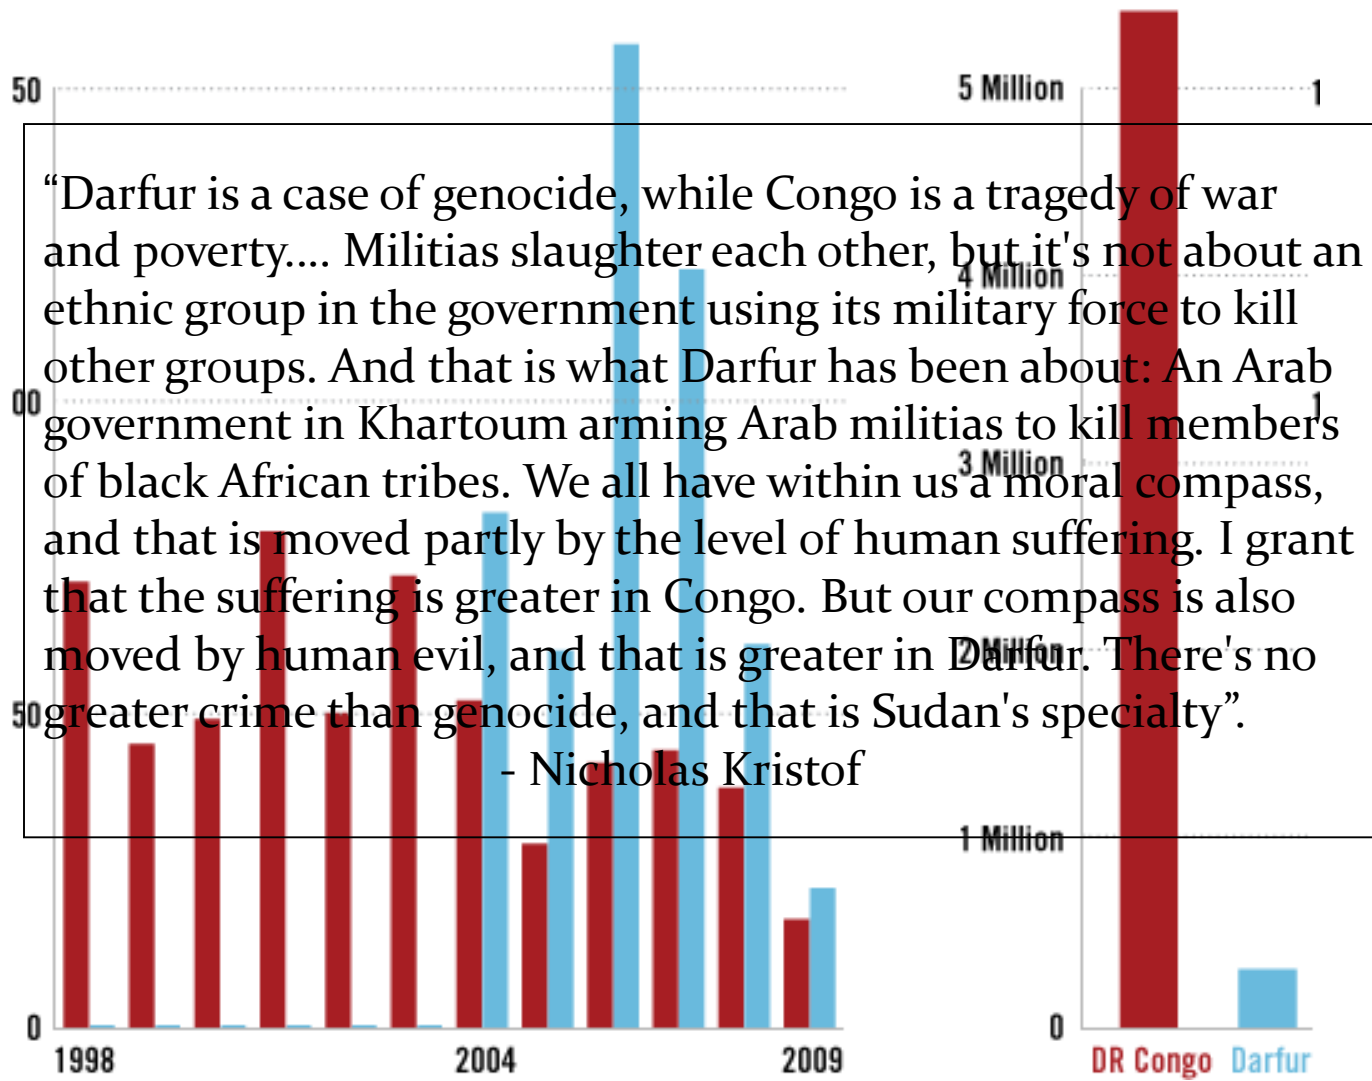 50
5 Million
1
“Darfur is a case of genocide, while Congo is a tragedy of war
and poverty.... Militias slaughter each other, but it's not about an
4 Million
ethnic group in the government using its military force to kill
other groups. And that is what Darfur has been about: An Arab
00
1
government in Khartoum arming Arab militias to kill members
3 Million
of black African tribes. We all have within us a moral compass,
and that is moved partly by the level of human suffering. I grant
that the suffering is greater in Congo. But our compass is also
2 Million
moved by human evil, and that is greater in Darfur. There's no
50
greater crime than genocide, and that is Sudan's specialty”.
- Nicholas Kristof
1 Million
0
0
1998
2004
2009
DR Congo
Darfur